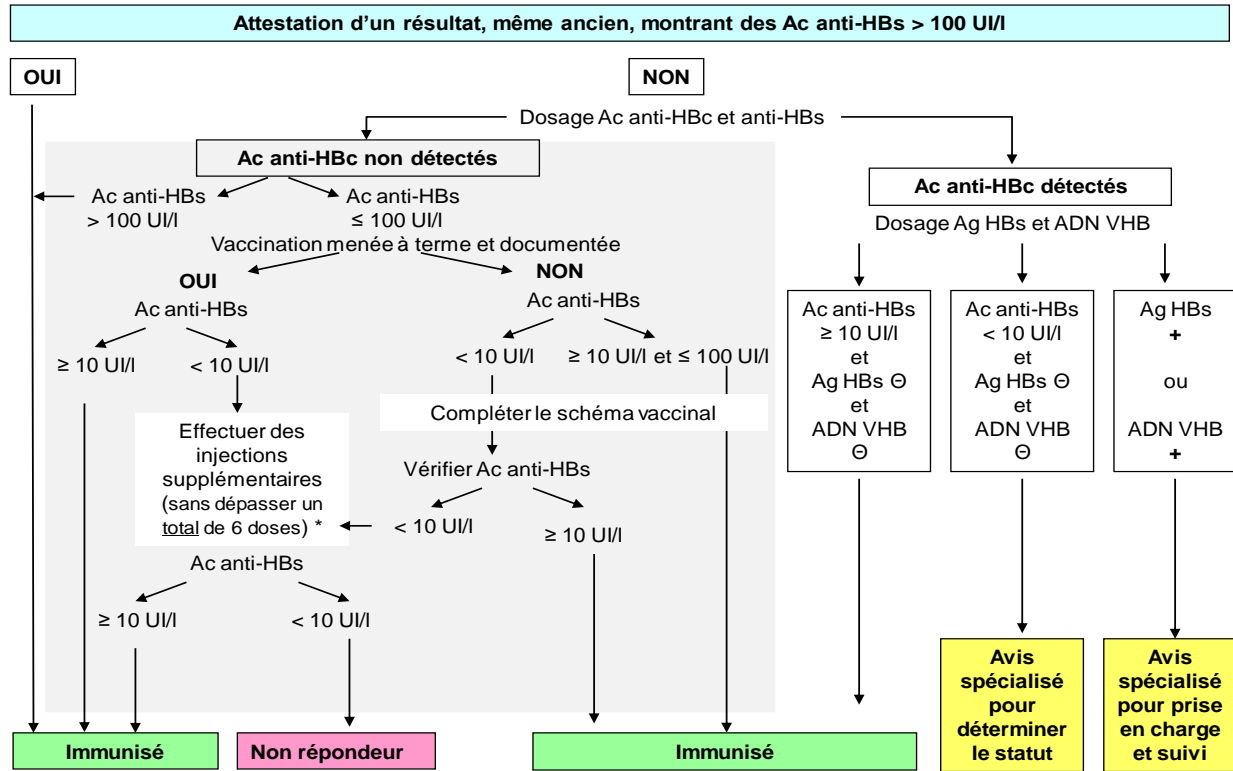 Attestation d'un résultat, même ancien, montrant des Ac anti-HBs > 100 UI/l
OUI
NON
Dosage Ac anti-HBc et anti-HBs
Ac anti-HBc non détectés
Ac anti-HBs
> 100 UI/l
Ac anti-HBs
≤ 100 UI/l
Vaccination menée à terme et documentée
OUI
Ac anti-HBs
≥ 10 UI/l
< 10 UI/l
NON
Ac anti-HBs
< 10 UI/l
≥ 10 UI/l et ≤ 100 UI/l
Effectuer des
injections
supplémentaires
(sans dépasser un
total de 6 doses) *
Compléter le schéma vaccinal
Vérifier Ac anti-HBs
< 10 UI/l
≥ 10 UI/l
Ac anti-HBs
≥ 10 UI/l
< 10 UI/l
Ac anti-HBc détectés
Dosage Ag HBs et ADN VHB
Ac anti-HBs
≥ 10 UI/l
et
Ag HBs Θ
et
ADN VHB
Θ
Ac anti-HBs
< 10 UI/l
et
Ag HBs Θ
et
ADN VHB
Θ
Ag HBs
+
ou
ADN VHB
+
Immunisé
Non répondeur
Immunisé
Avis
spécialisé
pour
déterminer
le statut
Avis
spécialisé
pour prise
en charge
et suivi